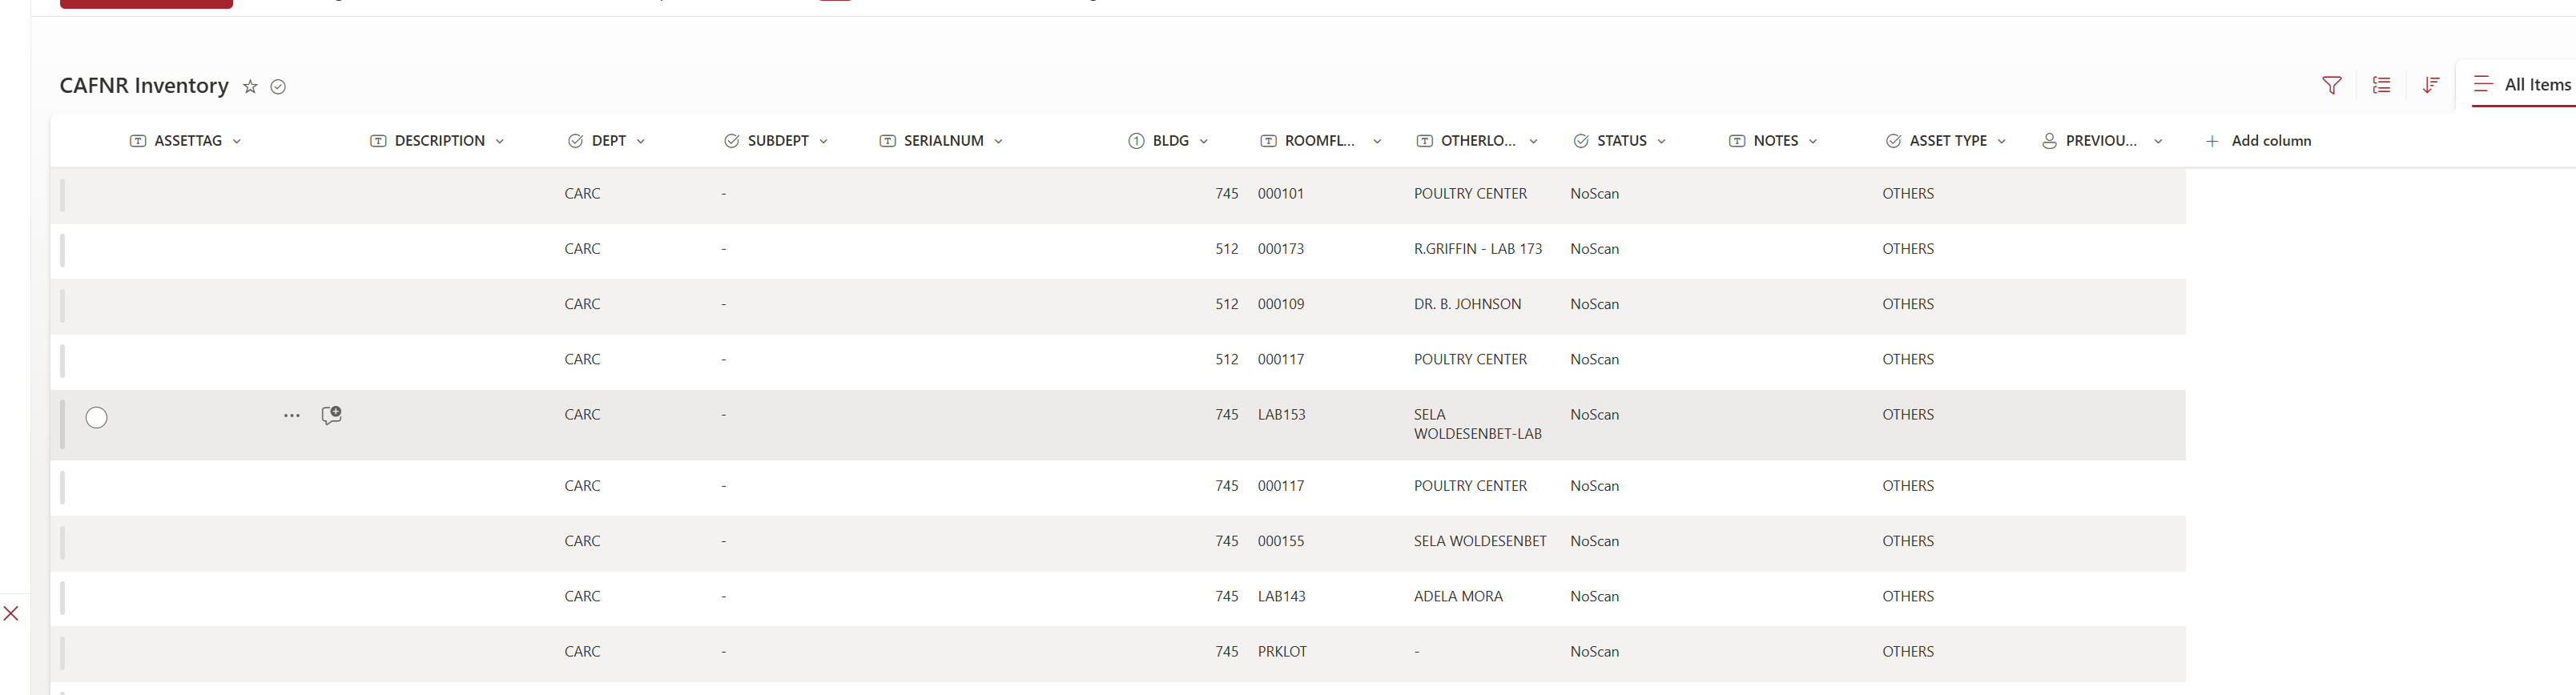 CAFNR Inventory
All Items
ASSETTAG DESCRIPTION DEPT SUBDEPT SERIALNUM BLDG ROOMFL... OTHERLO... STATUS NOTES ASSET TYPE PREVIOU... Add column
CARC - 745 000101 POULTRY CENTER NoScan OTHERS
CARC - 512 000173 R.GRIFFIN - LAB 173 NoScan OTHERS
CARC - 512 000109 DR. B. JOHNSON NoScan OTHERS
CARC - 512 000117 POULTRY CENTER NoScan OTHERS
CARC - 745 LAB153 SELA NoScan OTHERS
WOLDESENBET-LAB
CARC - 745 000117 POULTRY CENTER NoScan OTHERS
CARC - 745 000155 SELA WOLDESENBET NoScan OTHERS
CARC - 745 LAB143 ADELA MORA NoScan OTHERS
CARC - 745 PRKLOT - NoScan OTHERS